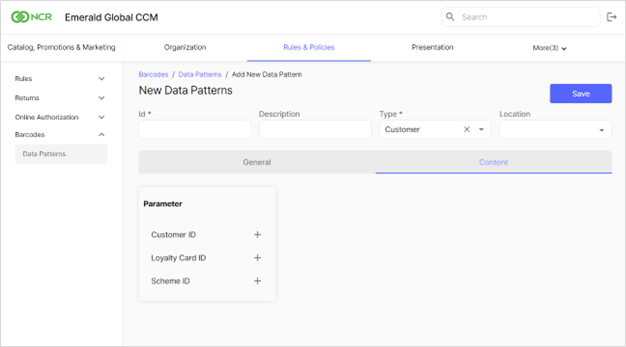 NCR Emerald Global CCM Search
Catalog, Promotions & Marketing Organization Rules & Policies Presentation More(3)
Rules
Returns
Online Authorization
Barcodes
Data Patterns
Barcodes / Data Patterns / Add New Data Pattern
New Data Patterns
Save
Id * Description Type * Location
Customer
General Content
Parameter
Customer ID
Loyalty Card ID
Scheme ID